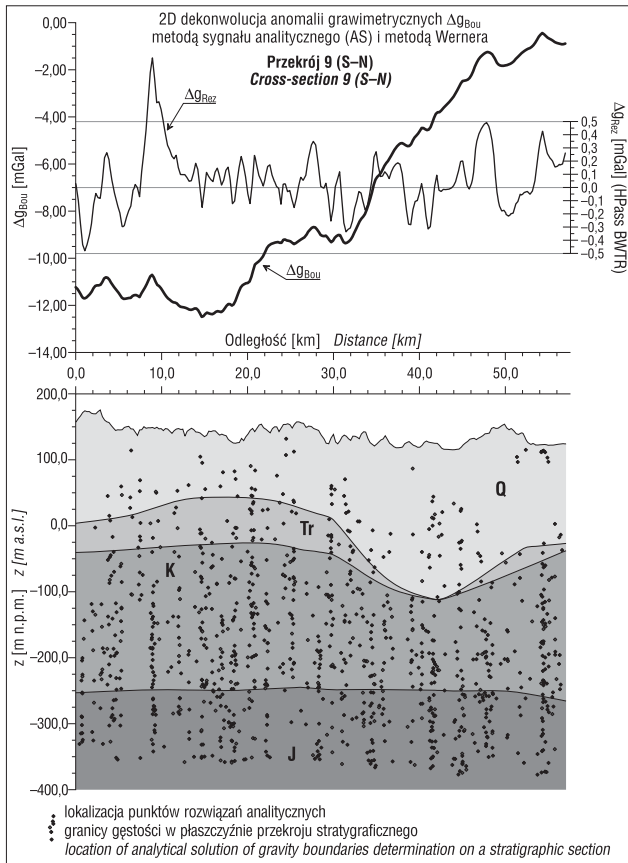 2D dekonwolucja anomalii grawimetrycznych ΔgBou
metodą sygnału analitycznego (AS) i metodą Wernera
Przekrój 9 (S–N)
Cross-section 9 (S–N)
ΔgRez
ΔgBou
ΔgBou [mGal]
0,00
−2,00
−4,00
−6,00
−8,00
−10,00
−12,00
−14,00
ΔgRez [mGal] (HPass BWTR)
0,5
0,4
0,3
0,2
0,1
0,0
−0,1
−0,2
−0,3
−0,4
−0,5
Odległość [km] Distance [km]
0,0 10,0 20,0 30,0 40,0 50,0
z [m n.p.m.] z [m a.s.l.]
200,0
100,0
0,0
−100,0
−200,0
−300,0
−400,0
Q
Tr
K
J
lokalizacja punktów rozwiązań analitycznych
granicy gęstości w płaszczyźnie przekroju stratygraficznego
location of analytical solution of gravity boundaries determination on a stratigraphic section